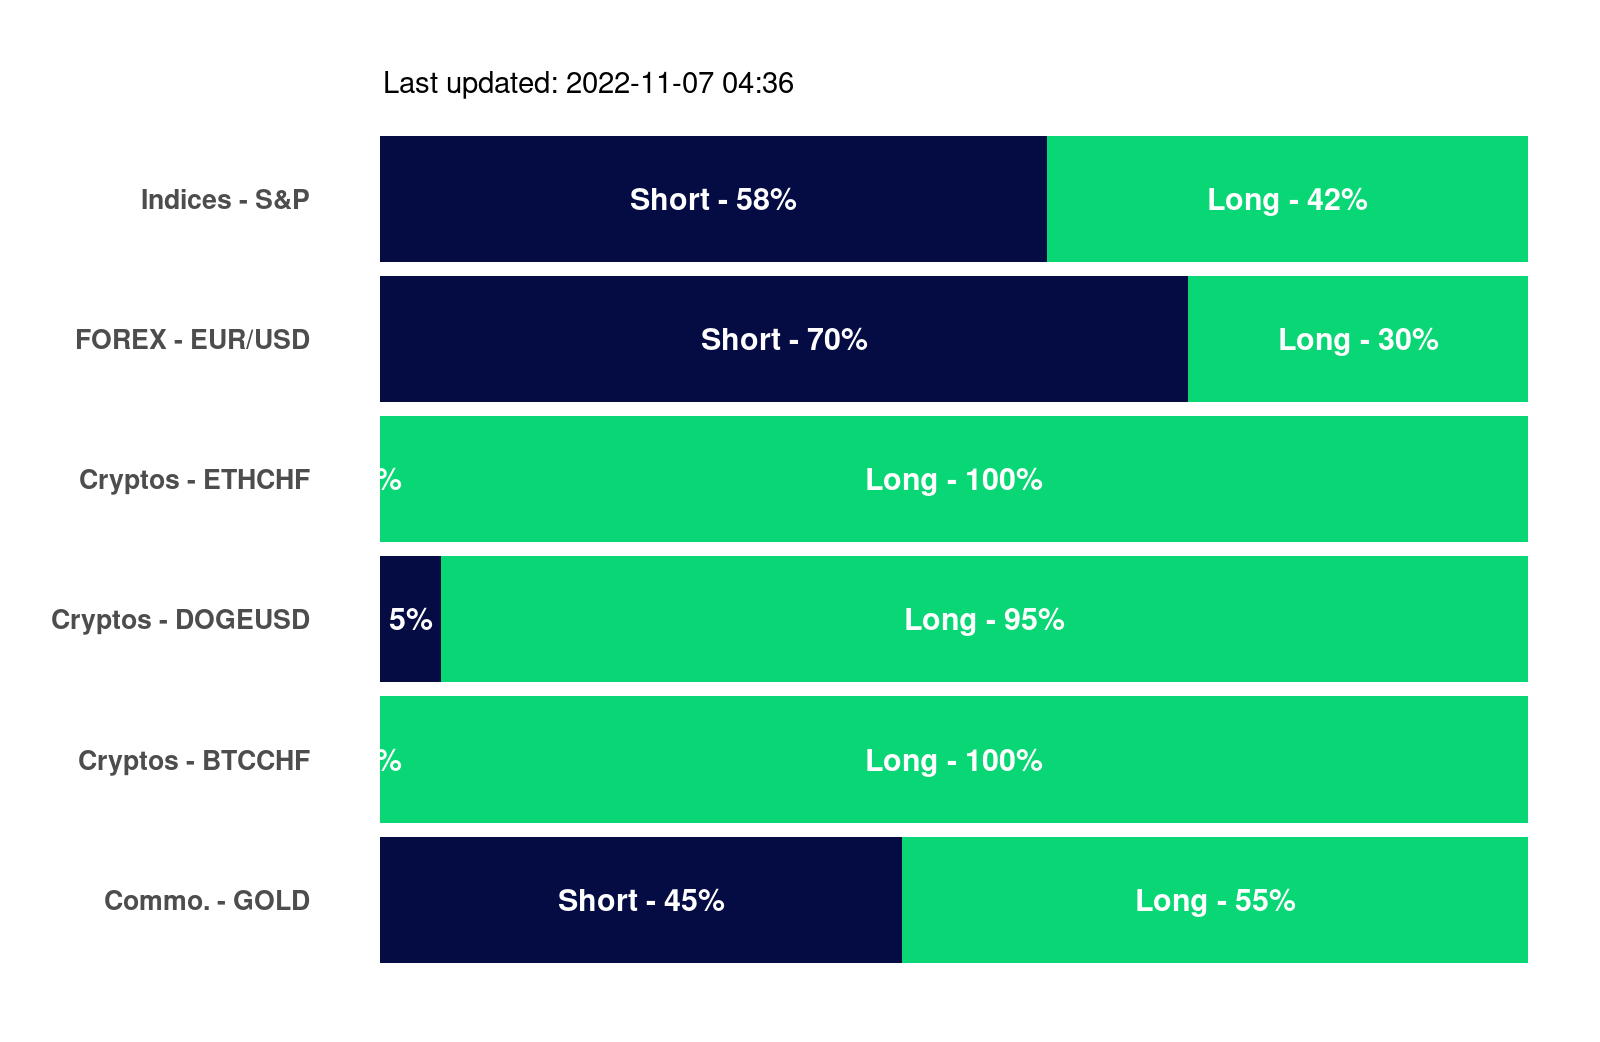 Last updated: 2022-11-07 04:36
Indices - S&P Short - 58% Long - 42%
FOREX - EUR/USD Short - 70% Long - 30%
Cryptos - ETHCHF % Long - 100%
Cryptos - DOGEUSD 5% Long - 95%
Cryptos - BTCCHF % Long - 100%
Commo. - GOLD Short - 45% Long - 55%